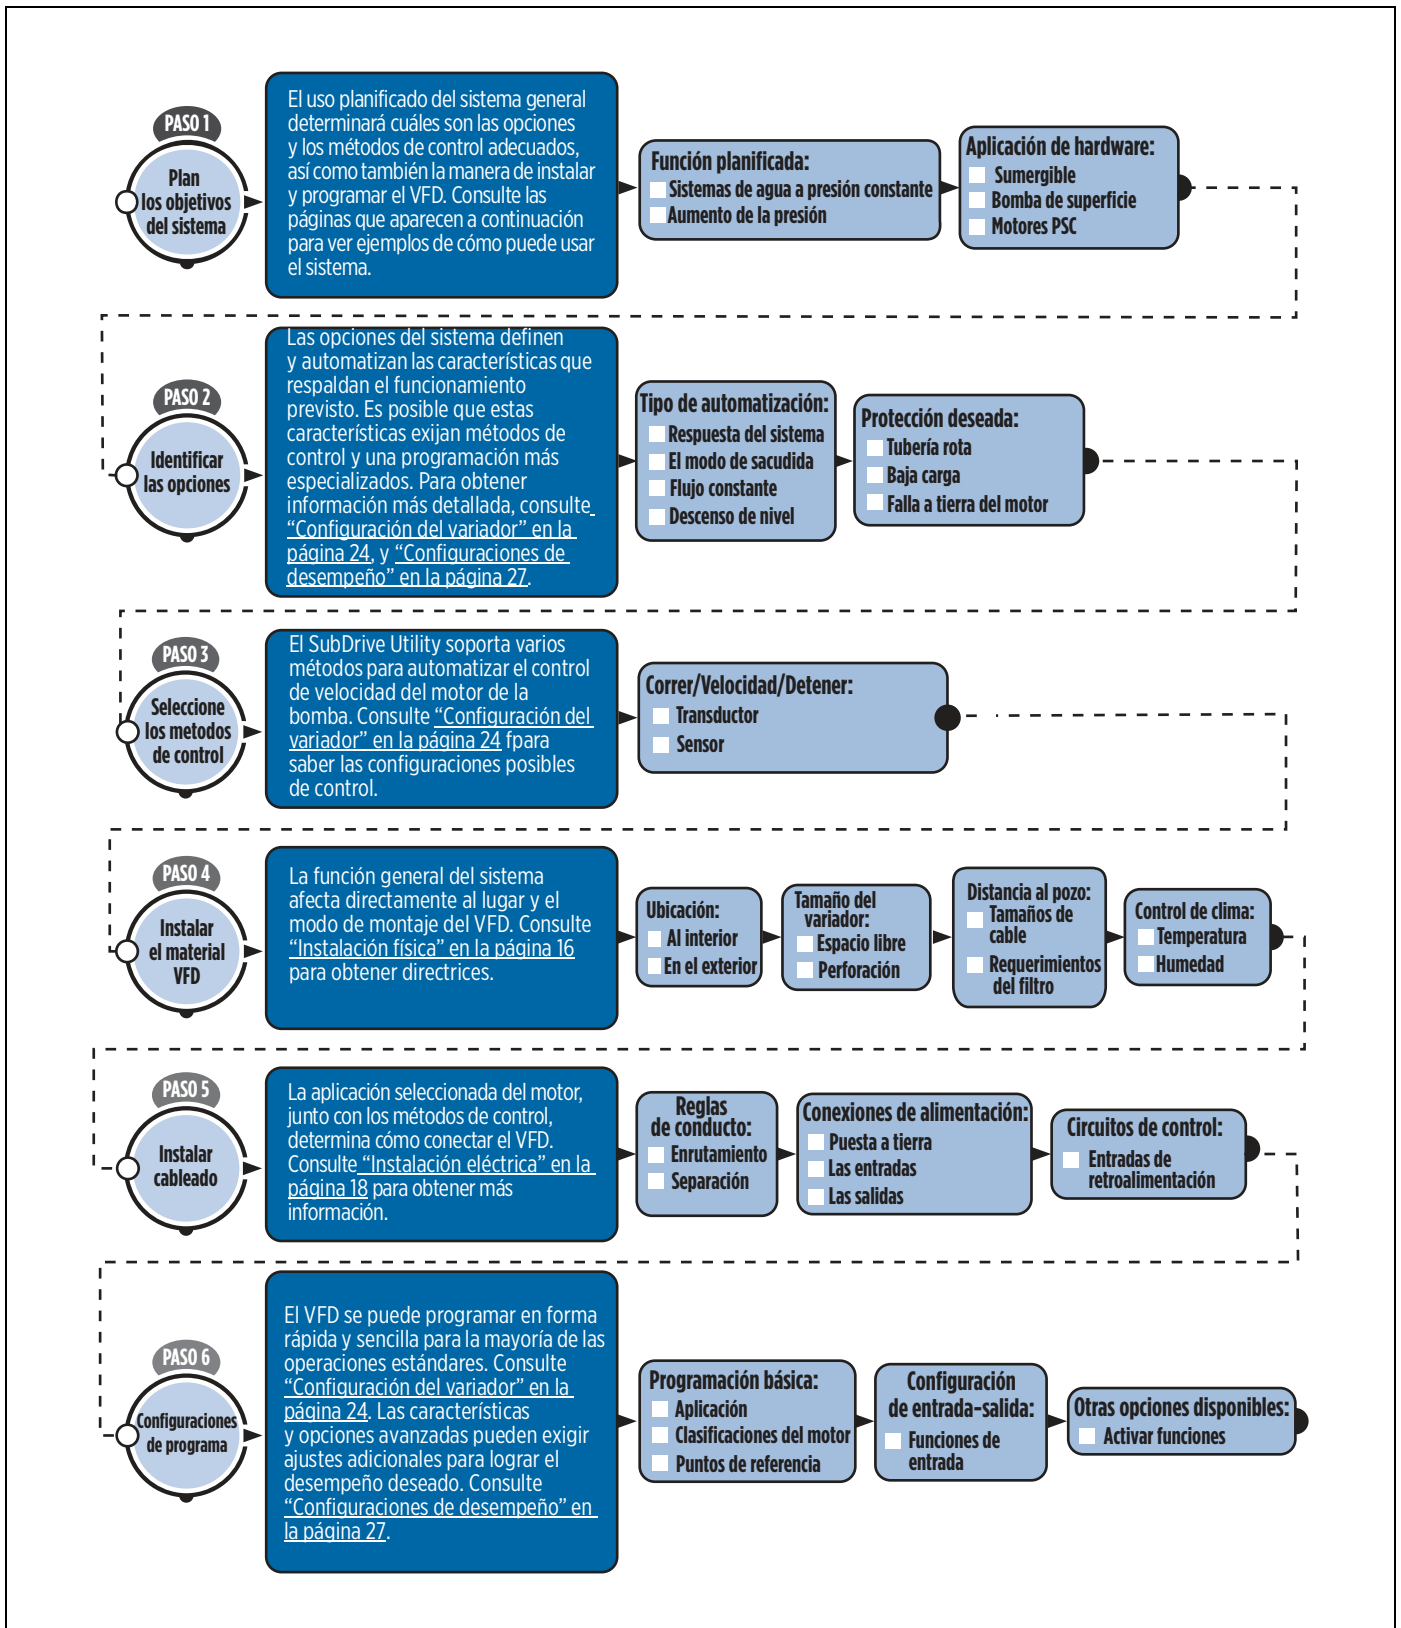 PASO 1
Plan
los objetivos
del sistema
El uso planificado del sistema general
determinará cuáles son las opciones
y los métodos de control adecuados,
así como también la manera de instalar
y programar el VFD. Consulte las
páginas que aparecen a continuación
para ver ejemplos de cómo puede usar
el sistema.
Función planificada:
Sistemas de agua a presión constante
Aumento de la presión
Aplicación de hardware:
Sumergible
Bomba de superficie
Motores PSC
PASO 2
Identificar
las opciones
Las opciones del sistema definen
y automatizan las características que
respaldan el funcionamiento
previsto. Es posible que estas
características exijan métodos de
control y una programación más
especializados. Para obtener
información más detallada, consulte
“Configuración del variador” en la
página 24, y “Configuraciones de
desempeño” en la página 27.
Tipo de automatización:
Respuesta del sistema
El modo de sacudida
Flujo constante
Descenso de nivel
Protección deseada:
Tubería rota
Baja carga
Falla a tierra del motor
PASO 3
Seleccione
los metodos
de control
El SubDrive Utility soporta varios
métodos para automatizar el control
de velocidad del motor de la
bomba. Consulte “Configuración del
variador” en la página 24 fpara
saber las configuraciones posibles
de control.
Correr/Velocidad/Detener:
Transductor
Sensor
PASO 4
Instalar
el material
VFD
La función general del sistema
afecta directamente al lugar y el
modo de montaje del VFD. Consulte
“Instalación física” en la página 16
para obtener directrices.
Ubicación:
Al interior
En el exterior
Tamaño del
variador:
Espacio libre
Perforación
Distancia al pozo:
Tamaños de
cable
Requerimientos
del filtro
Control de clima:
Temperatura
Humedad
PASO 5
Instalar
cableado
La aplicación seleccionada del motor,
junto con los métodos de control,
determina cómo conectar el VFD.
Consulte “Instalación eléctrica” en la
página 18 para obtener más
información.
Reglas
de conducto:
Enrutamiento
Separación
Conexiones de alimentación:
Puesta a tierra
Las entradas
Las salidas
Circuitos de control:
Entradas de
retroalimentación
PASO 6
Configuraciones
de programa
El VFD se puede programar en forma
rápida y sencilla para la mayoría de las
operaciones estándares. Consulte
“Configuración del variador” en la
página 24. Las características
y opciones avanzadas pueden exigir
ajustes adicionales para lograr el
desempeño deseado. Consulte
“Configuraciones de desempeño” en
la página 27.
Programación básica:
Aplicación
Clasificaciones del motor
Puntos de referencia
Configuración
de entrada-salida:
Funciones de
entrada
Otras opciones disponibles:
Activar funciones